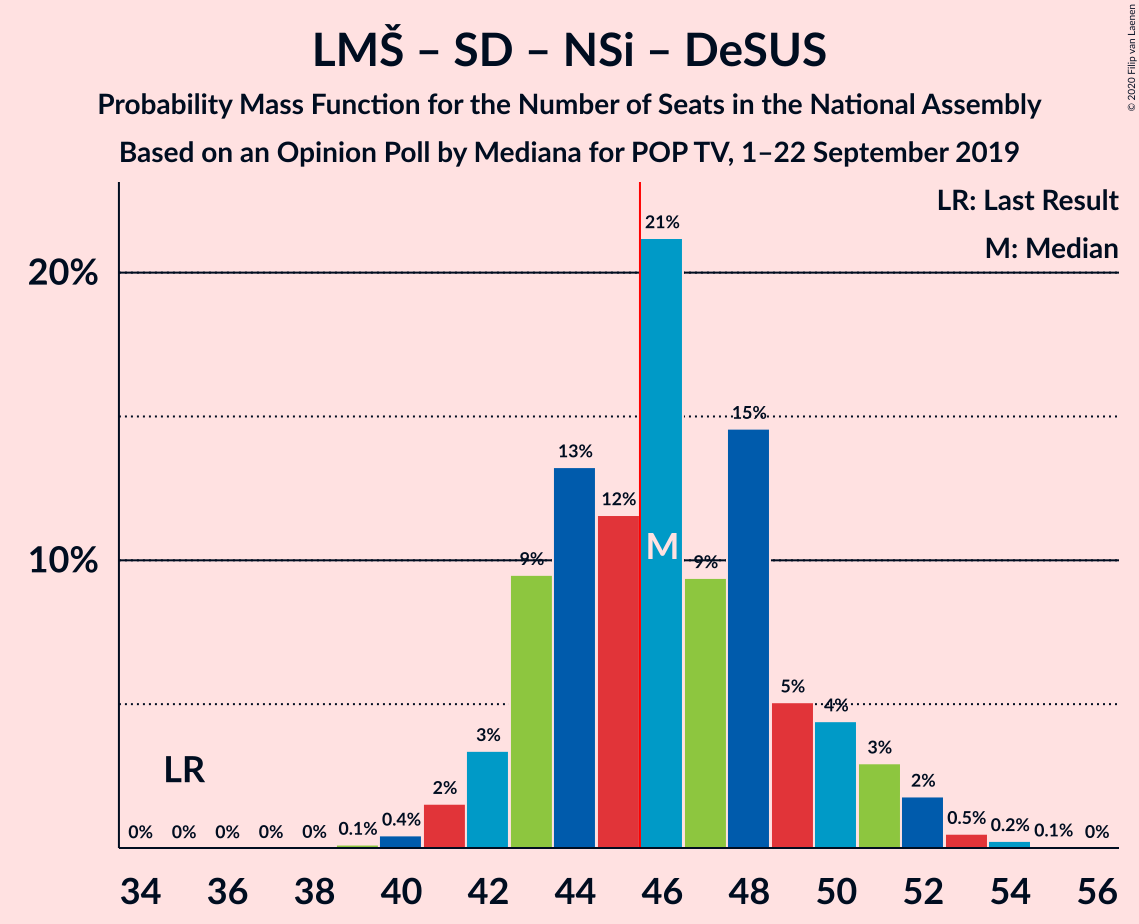 LMŠ – SD – NSi – DeSUS
Probability Mass Function for the Number of Seats in the National Assembly
Based on an Opinion Poll by Mediana for POP TV, 1–22 September 2019
© 2020 Filip van Laenen
LR: Last Result
M: Median
20%
10%
21%
15%
13%
12%
9%
M
9%
5%
4%
3%
3%
2%
2%
LR
0%
0%
0%
0%
0%
0.1%
0.4%
0.5%
0.2%
0.1%
0%
34 36 38 40 42 44 46 48 50 52 54 56